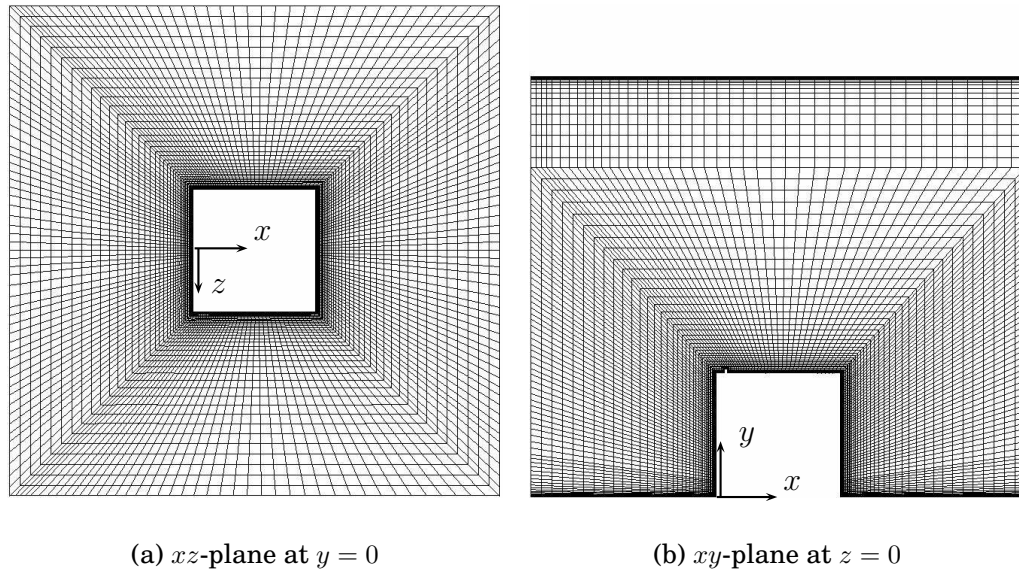 x
z
y
x
(a) xz-plane at y = 0
(b) xy-plane at z = 0